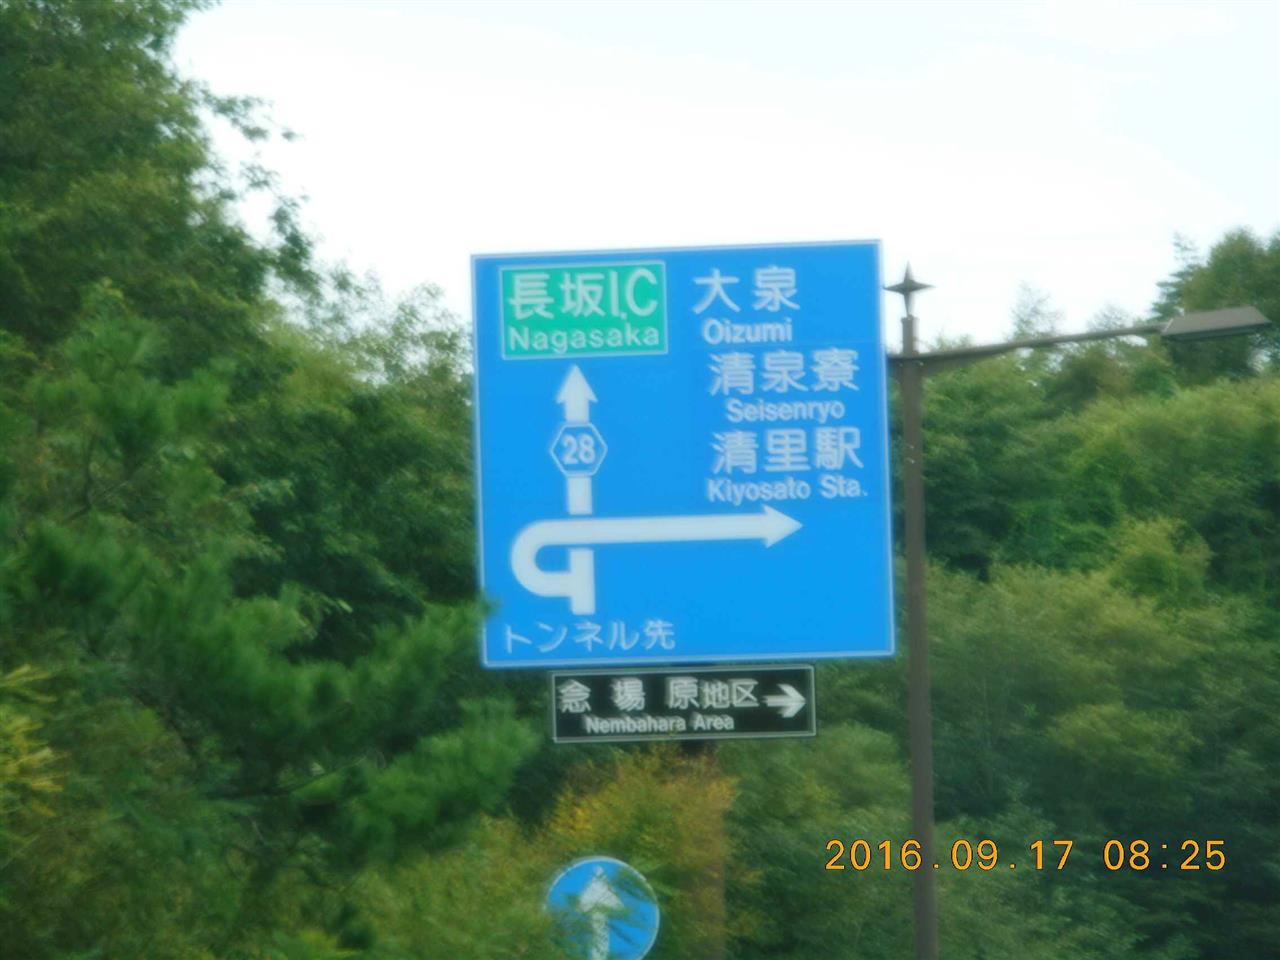 長坂I.C
Nagasaka
大泉
Oizumi
清泉寮
Seisenryo
清里駅
Kiyosato Sta.
28
トンネル先
念場原地区
Nembahara Area
2016.09.17 08:25